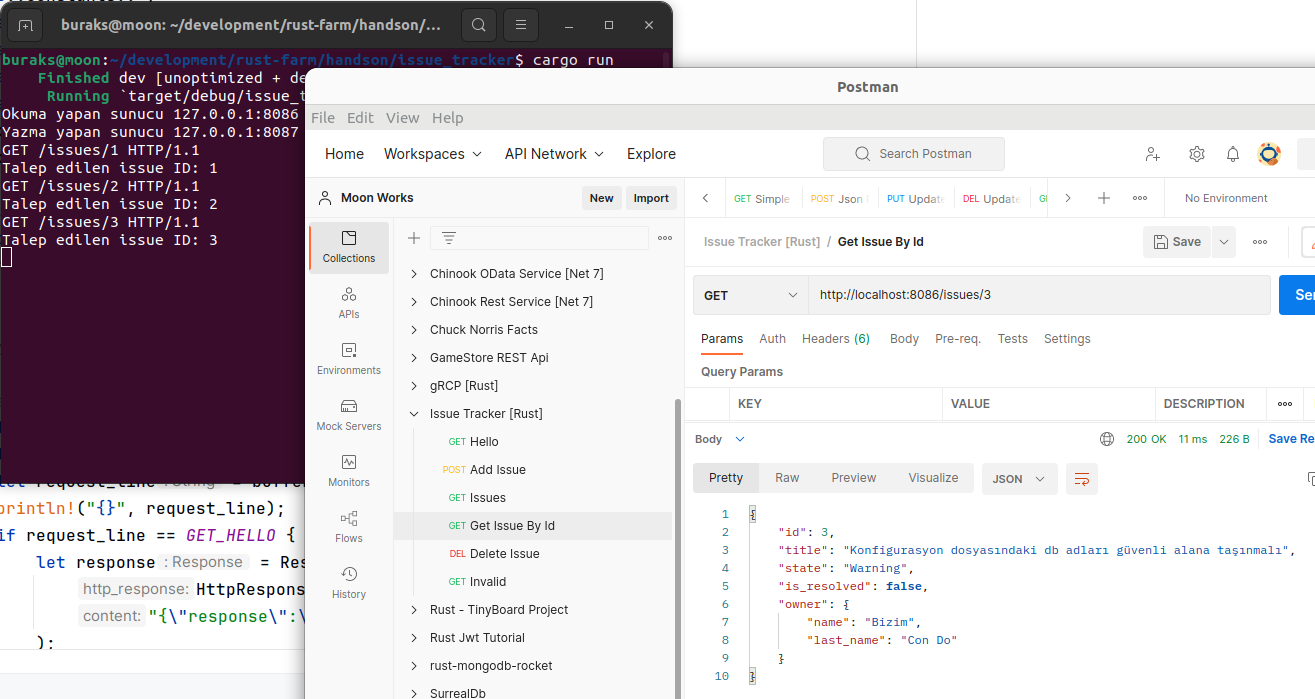 buraks@moon: ~/development/rust-farm/handson/...
buraks@moon:~/development/rust-farm/handson/issue_tracker$ cargo run
Finished dev [unoptimized + de
Running `target/debug/issue_t
Okuma yapan sunucu 127.0.0.1:8086
Yazma yapan sunucu 127.0.0.1:8087
GET /issues/1 HTTP/1.1
Talep edilen issue ID: 1
GET /issues/2 HTTP/1.1
Talep edilen issue ID: 2
GET /issues/3 HTTP/1.1
Talep edilen issue ID: 3
println!("{}", request_line);
if request_line == GET_HELLO {
let response : Response = Res
http_response: HttpRespons
content: "{\"response\":\
);
Postman
File Edit View Help
Home Workspaces API Network Explore
Search Postman
Moon Works
New Import
GET Simple POST Json PUT Update DEL Update
No Environment
Collections
APIs
Environments
Mock Servers
Monitors
Flows
History
Chinook OData Service [Net 7]
Chinook Rest Service [Net 7]
Chuck Norris Facts
GameStore REST Api
gRCP [Rust]
Issue Tracker [Rust]
GET Hello
POST Add Issue
GET Issues
GET Get Issue By Id
DEL Delete Issue
GET Invalid
Rust - TinyBoard Project
Rust Jwt Tutorial
rust-mongodb-rocket
SurrealDb
Issue Tracker [Rust] / Get Issue By Id
Save
GET http://localhost:8086/issues/3
Se
Params Auth Headers (6) Body Pre-req. Tests Settings
Query Params
KEY VALUE DESCRIPTION
Body 200 OK 11 ms 226 B Save Re
Pretty Raw Preview Visualize JSON
1 {
2 "id": 3,
3 "title": "Konfigurasyon dosyasındaki db adları güvenli alana taşınmalı",
4 "state": "Warning",
5 "is_resolved": false,
6 "owner": {
7 "name": "Bizim",
8 "last_name": "Con Do"
9 }
10 }